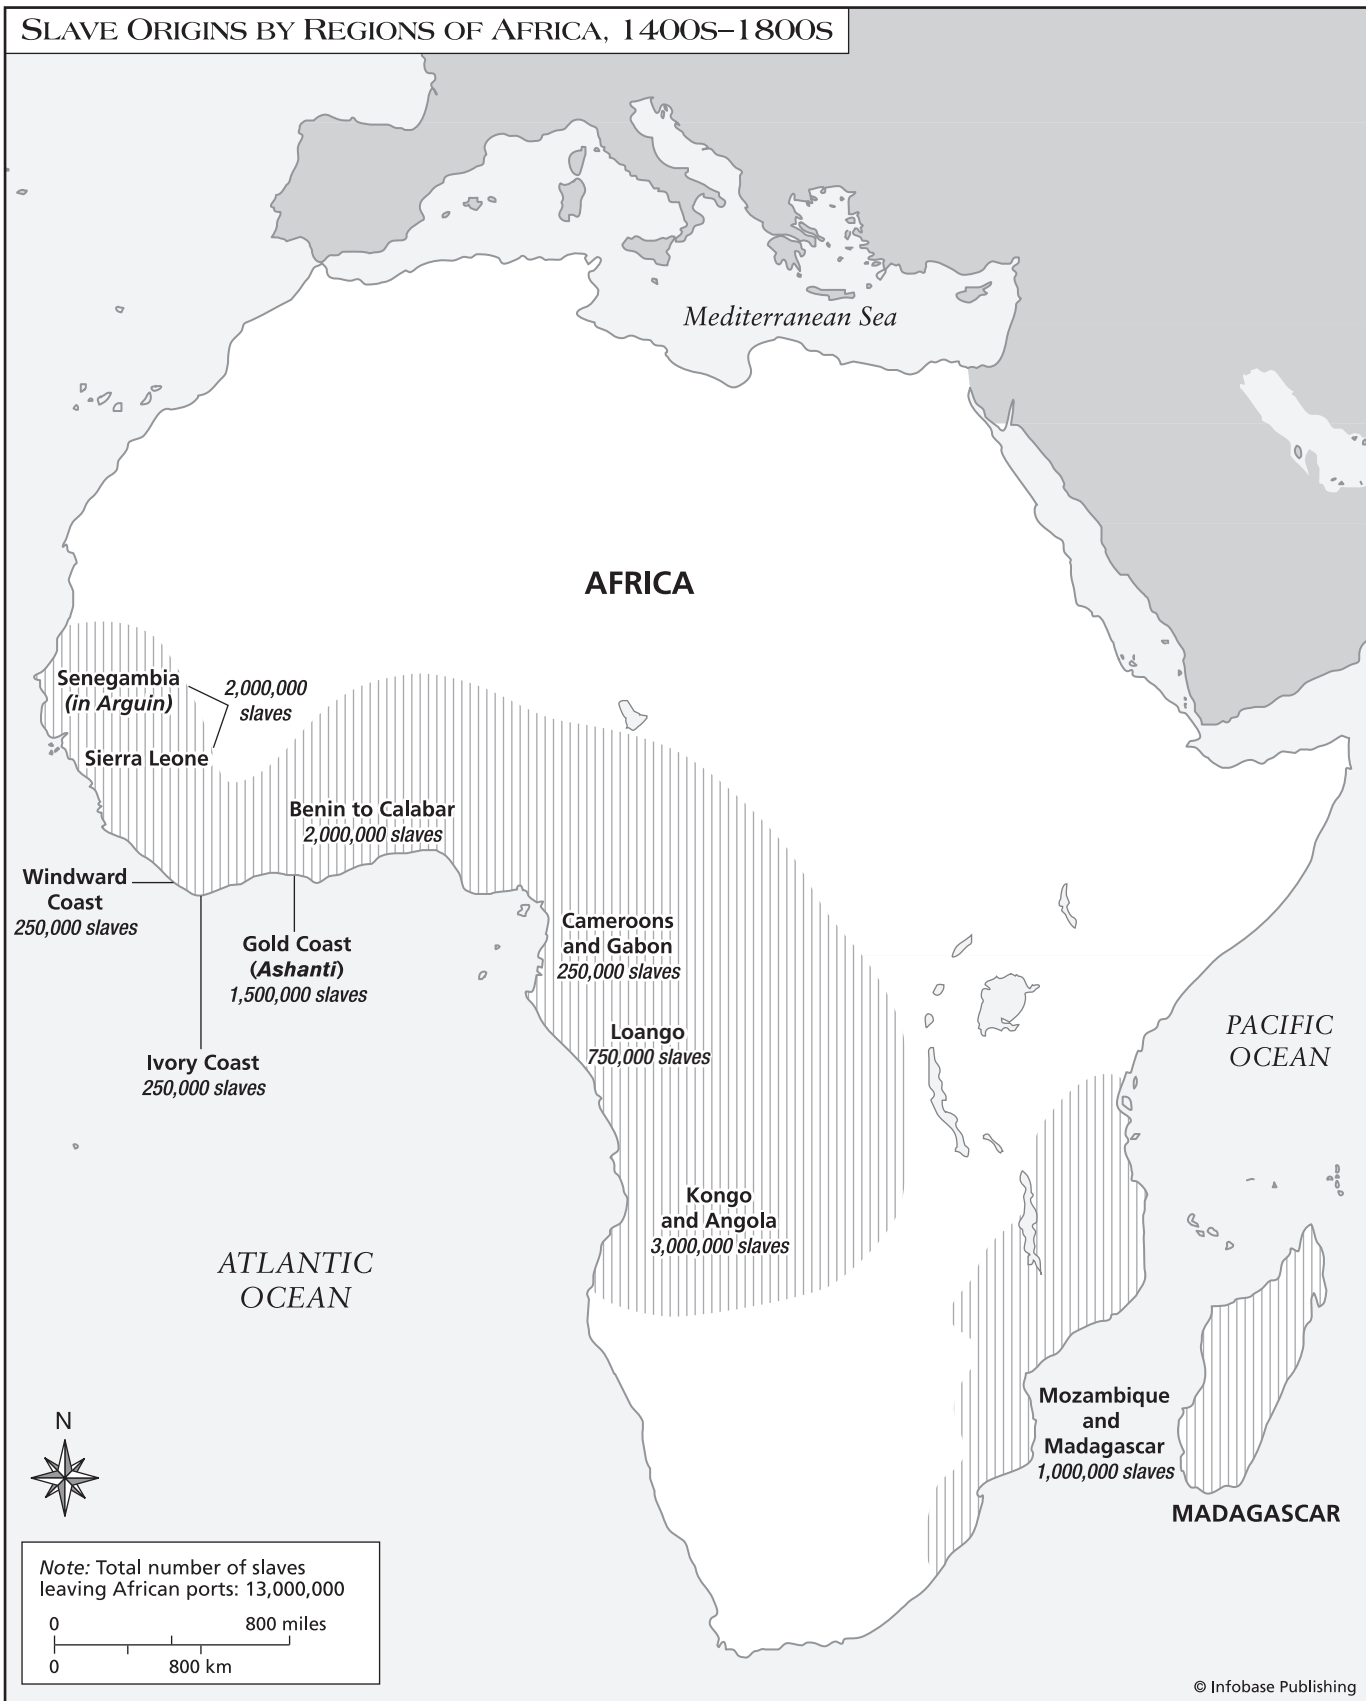 SLAVE ORIGINS BY REGIONS OF AFRICA, 1400S–1800S
Mediterranean Sea
AFRICA
Senegambia
(in Arguin)
2,000,000
slaves
Sierra Leone
Benin to Calabar
2,000,000 slaves
Windward
Coast
250,000 slaves
Gold Coast
(Ashanti)
1,500,000 slaves
Ivory Coast
250,000 slaves
Cameroons
and Gabon
250,000 slaves
Loango
750,000 slaves
PACIFIC
OCEAN
Kongo
and Angola
3,000,000 slaves
ATLANTIC
OCEAN
Mozambique
and
Madagascar
1,000,000 slaves
MADAGASCAR
N
Note: Total number of slaves
leaving African ports: 13,000,000
0 800 miles
0 800 km
© Infobase Publishing